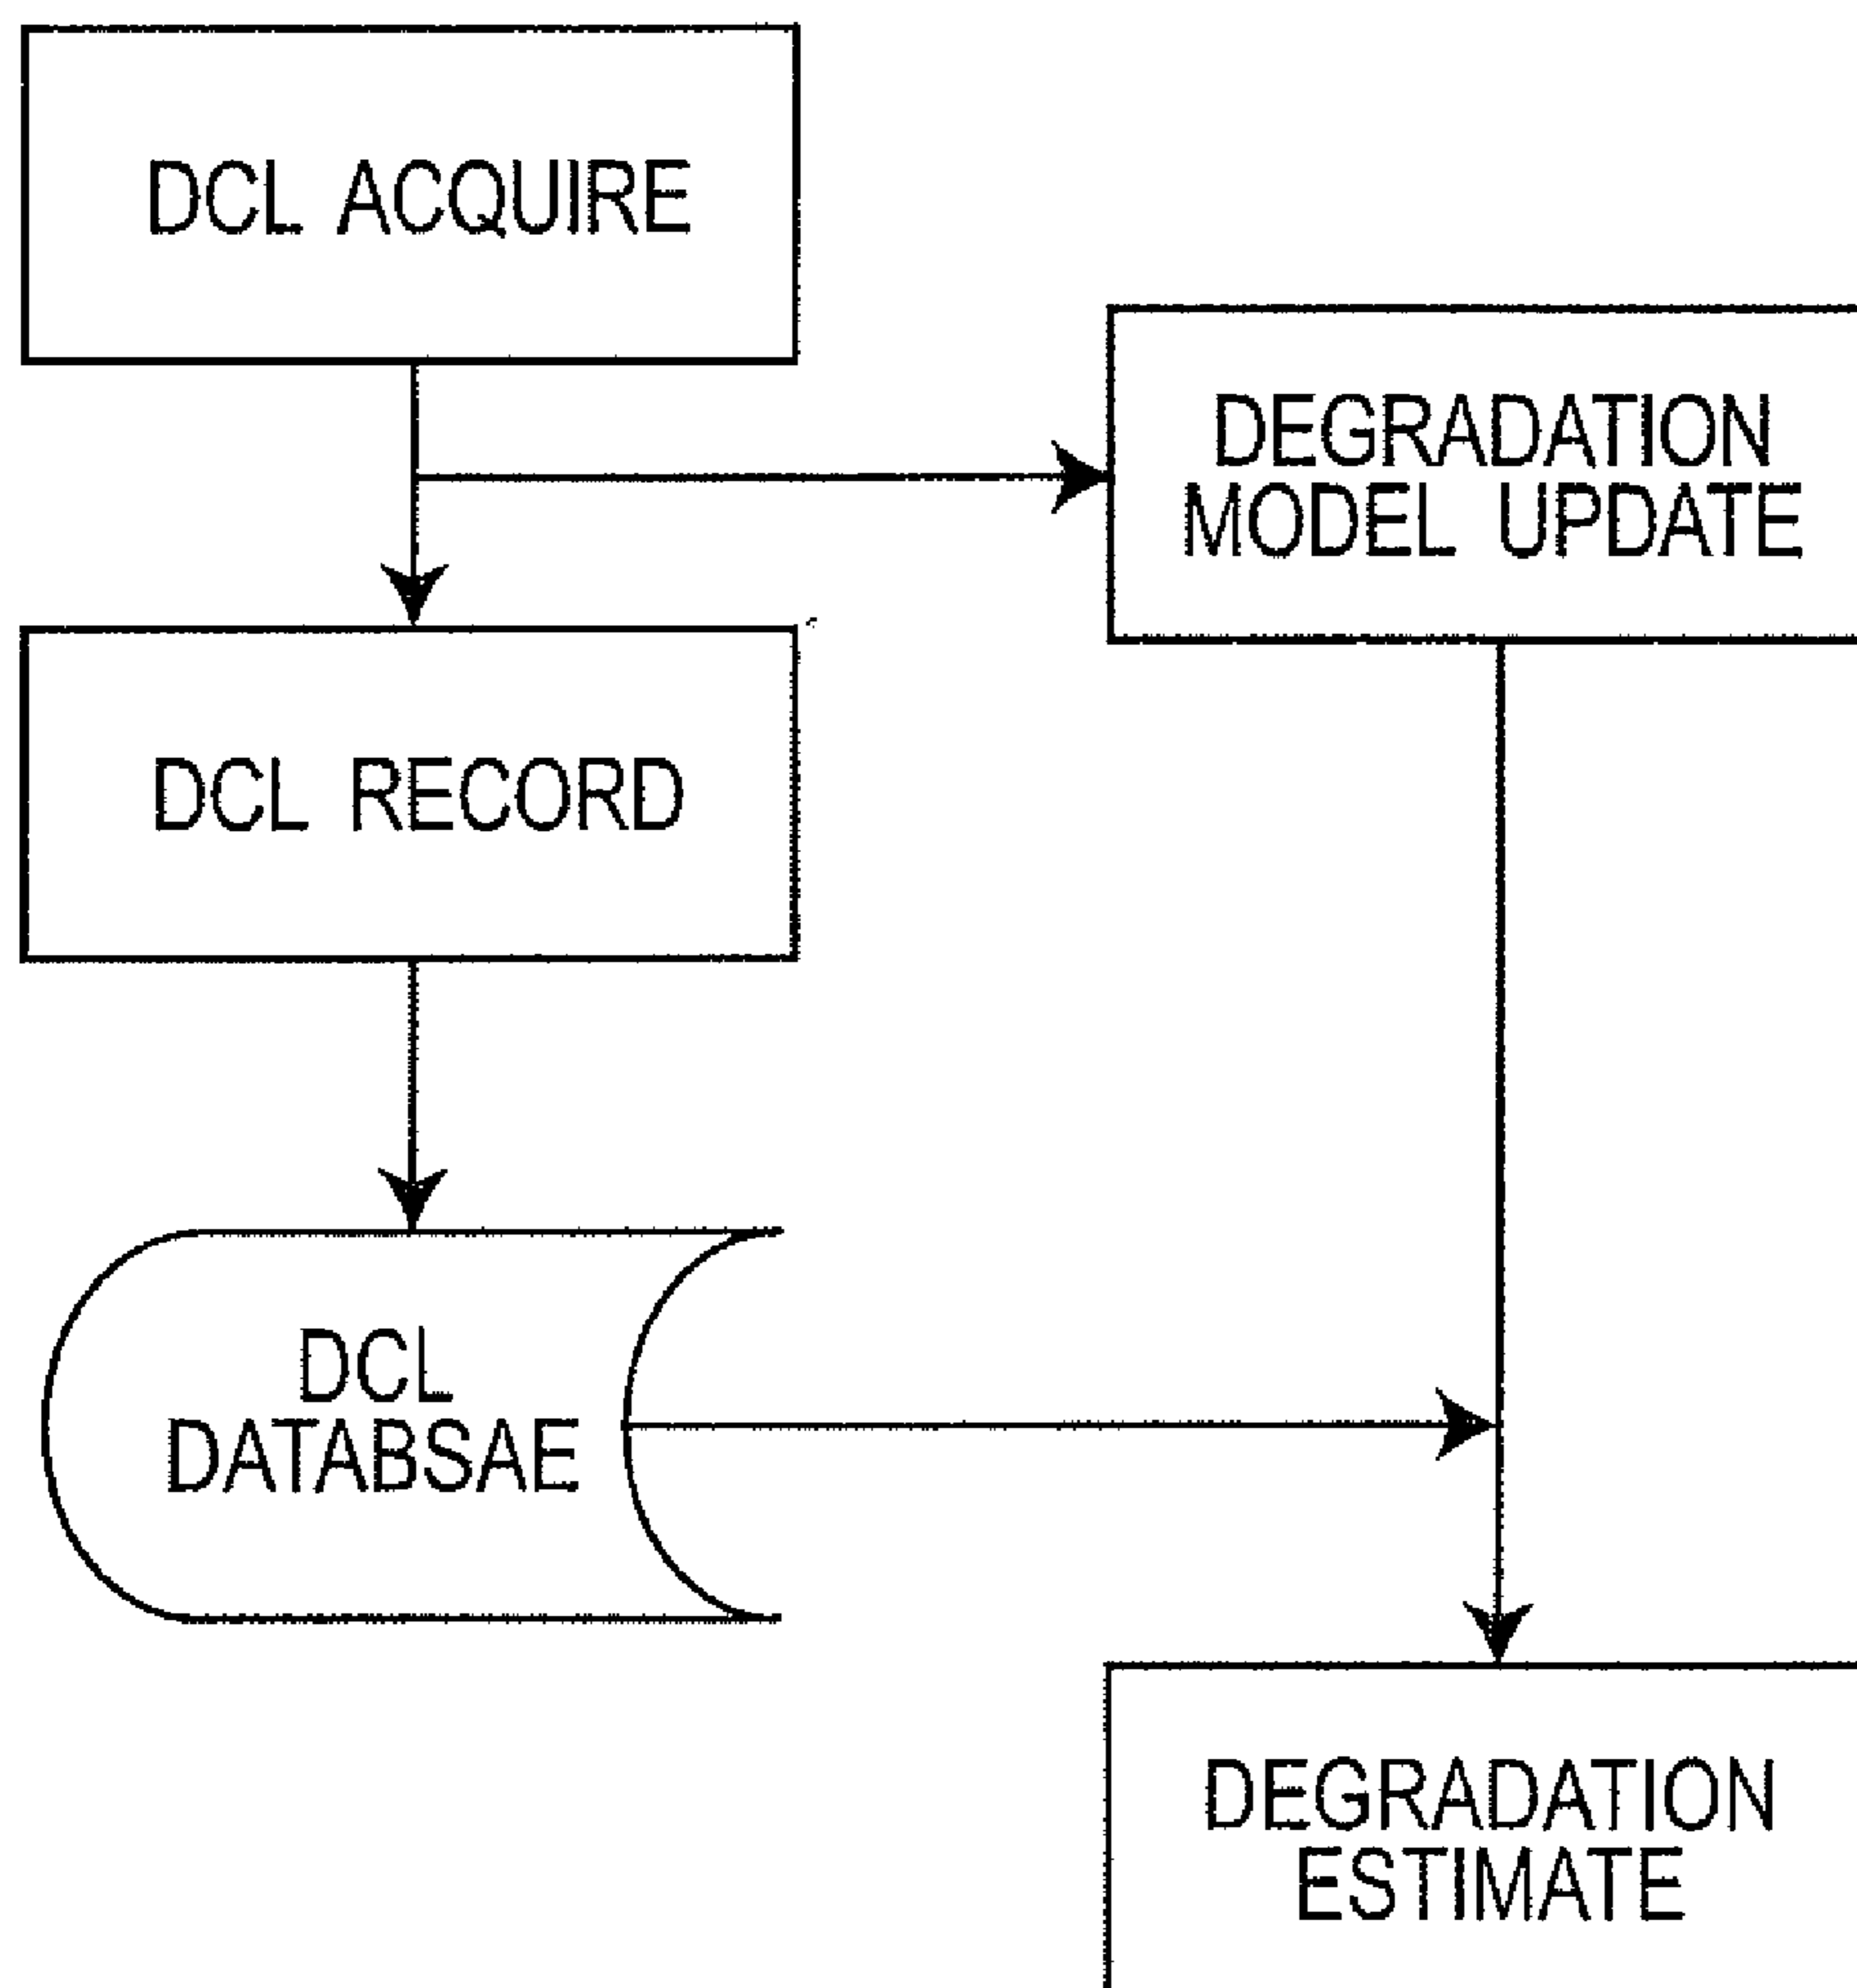 DCL ACQUIRE
DEGRADATION
MODEL UPDATE
DCL RECORD
DCL
DATABSAE
DEGRADATION
ESTIMATE